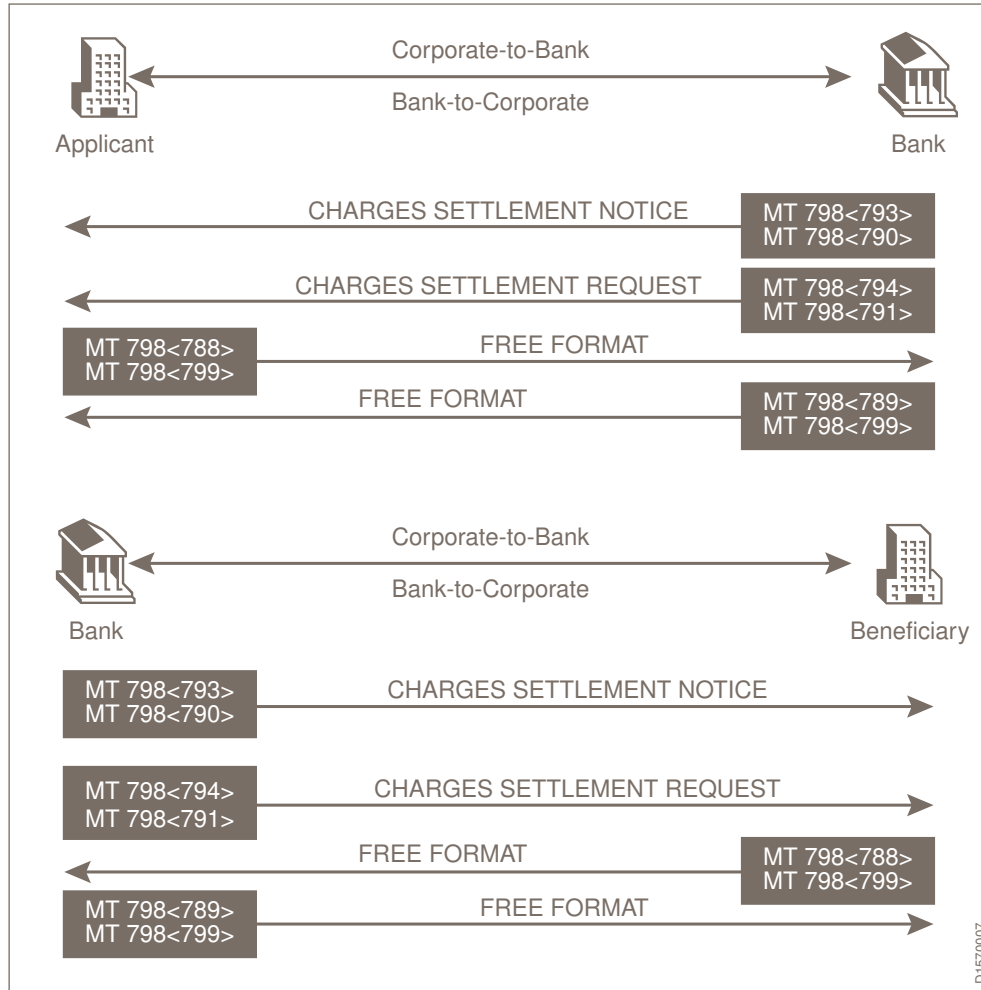 Corporate-to-Bank
Bank-to-Corporate
Applicant
Bank
CHARGES SETTLEMENT NOTICE
MT 798<793>
MT 798<790>
CHARGES SETTLEMENT REQUEST
MT 798<794>
MT 798<791>
MT 798<788>
MT 798<799>
FREE FORMAT
FREE FORMAT
MT 798<789>
MT 798<799>
Corporate-to-Bank
Bank-to-Corporate
Bank
Beneficiary
MT 798<793>
MT 798<790>
CHARGES SETTLEMENT NOTICE
MT 798<794>
MT 798<791>
CHARGES SETTLEMENT REQUEST
FREE FORMAT
MT 798<788>
MT 798<799>
MT 798<789>
MT 798<799>
FREE FORMAT
D1570007